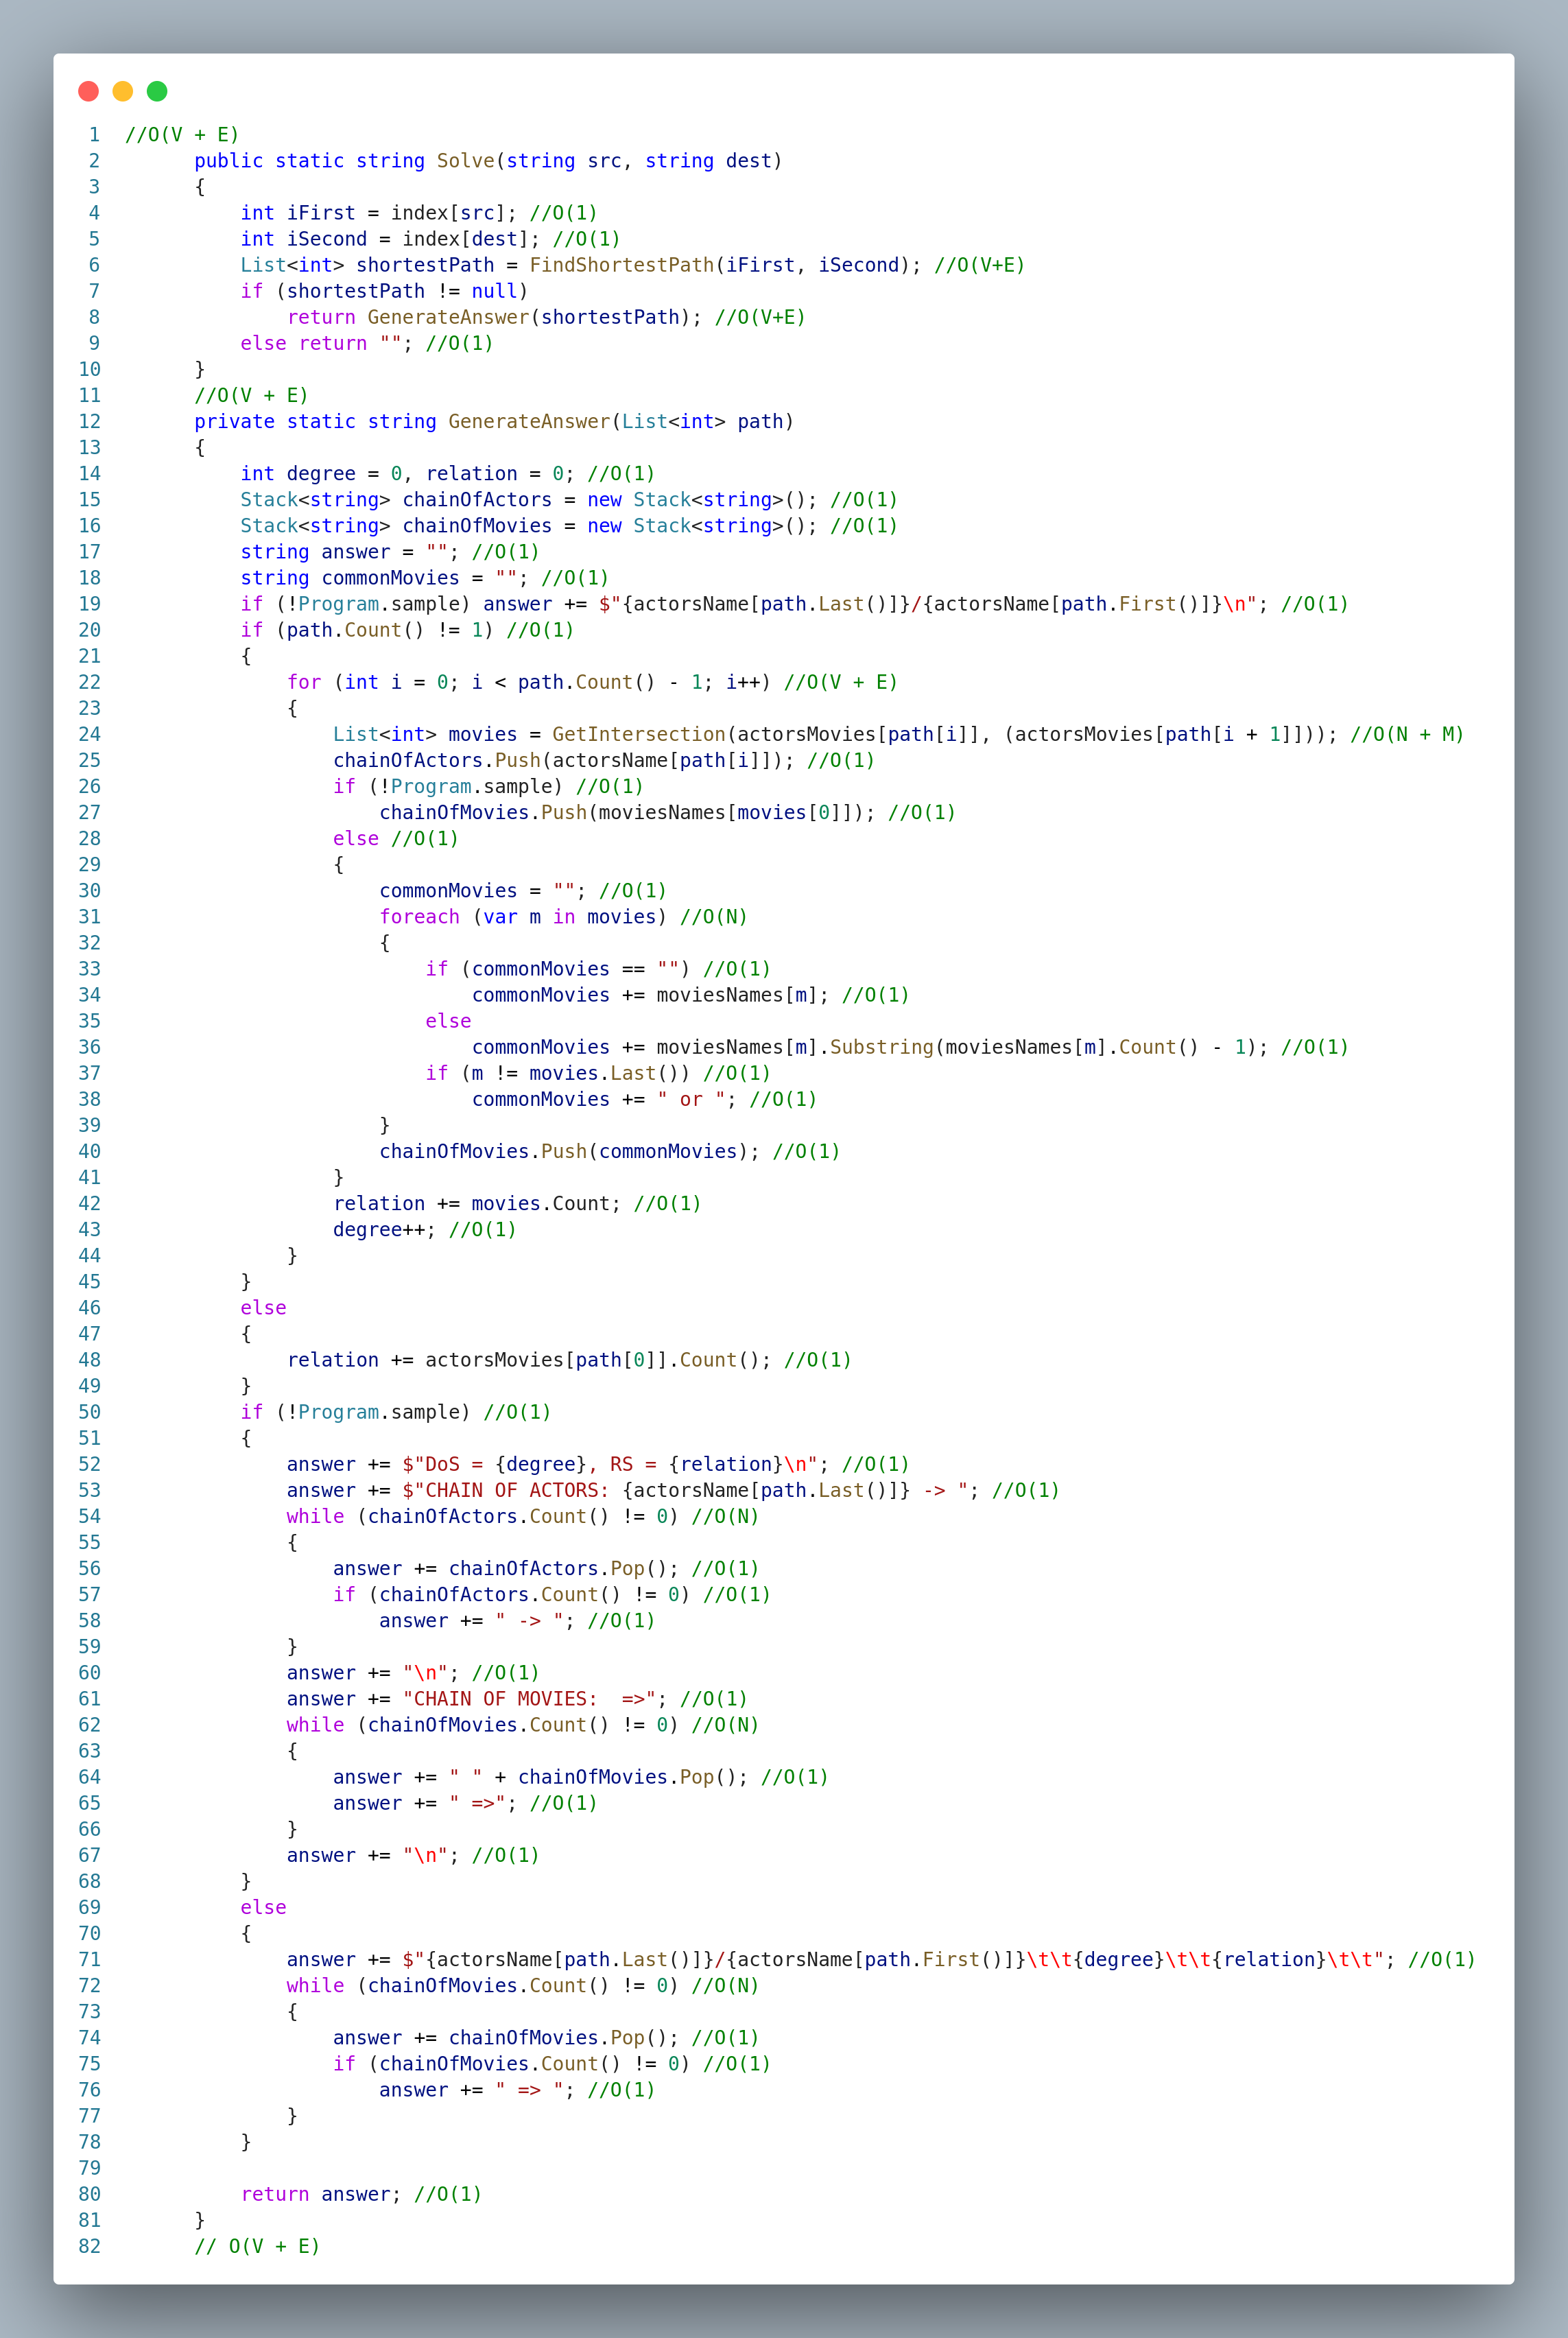 1 //O(V + E)
2 public static string Solve(string src, string dest)
3 {
4 int iFirst = index[src]; //O(1)
5 int iSecond = index[dest]; //O(1)
6 List<int> shortestPath = FindShortestPath(iFirst, iSecond); //O(V+E)
7 if (shortestPath != null)
8 return GenerateAnswer(shortestPath); //O(V+E)
9 else return ""; //O(1)
10 }
11 //O(V + E)
12 private static string GenerateAnswer(List<int> path)
13 {
14 int degree = 0, relation = 0; //O(1)
15 Stack<string> chainOfActors = new Stack<string>(); //O(1)
16 Stack<string> chainOfMovies = new Stack<string>(); //O(1)
17 string answer = ""; //O(1)
18 string commonMovies = ""; //O(1)
19 if (!Program.sample) answer += $"{actorsName[path.Last()]}/{actorsName[path.First()]}\n"; //O(1)
20 if (path.Count() != 1) //O(1)
21 {
22 for (int i = 0; i < path.Count() - 1; i++) //O(V + E)
23 {
24 List<int> movies = GetIntersection(actorsMovies[path[i]], (actorsMovies[path[i + 1]])); //O(N + M)
25 chainOfActors.Push(actorsName[path[i]]); //O(1)
26 if (!Program.sample) //O(1)
27 chainOfMovies.Push(moviesNames[movies[0]]); //O(1)
28 else //O(1)
29 {
30 commonMovies = ""; //O(1)
31 foreach (var m in movies) //O(N)
32 {
33 if (commonMovies == "") //O(1)
34 commonMovies += moviesNames[m]; //O(1)
35 else
36 commonMovies += moviesNames[m].Substring(moviesNames[m].Count() - 1); //O(1)
37 if (m != movies.Last()) //O(1)
38 commonMovies += " or "; //O(1)
39 }
40 chainOfMovies.Push(commonMovies); //O(1)
41 }
42 relation += movies.Count; //O(1)
43 degree++; //O(1)
44 }
45 }
46 else
47 {
48 relation += actorsMovies[path[0]].Count(); //O(1)
49 }
50 if (!Program.sample) //O(1)
51 {
52 answer += $"DoS = {degree}, RS = {relation}\n"; //O(1)
53 answer += $"CHAIN OF ACTORS: {actorsName[path.Last()]} -> "; //O(1)
54 while (chainOfActors.Count() != 0) //O(N)
55 {
56 answer += chainOfActors.Pop(); //O(1)
57 if (chainOfActors.Count() != 0) //O(1)
58 answer += " -> "; //O(1)
59 }
60 answer += "\n"; //O(1)
61 answer += "CHAIN OF MOVIES:  =>"; //O(1)
62 while (chainOfMovies.Count() != 0) //O(N)
63 {
64 answer += " " + chainOfMovies.Pop(); //O(1)
65 answer += " =>"; //O(1)
66 }
67 answer += "\n"; //O(1)
68 }
69 else
70 {
71 answer += $"{actorsName[path.Last()]}/{actorsName[path.First()]}\t\t{degree}\t\t{relation}\t\t"; //O(1)
72 while (chainOfMovies.Count() != 0) //O(N)
73 {
74 answer += chainOfMovies.Pop(); //O(1)
75 if (chainOfMovies.Count() != 0) //O(1)
76 answer += " => "; //O(1)
77 }
78 }
79
80 return answer; //O(1)
81 }
82 // O(V + E)